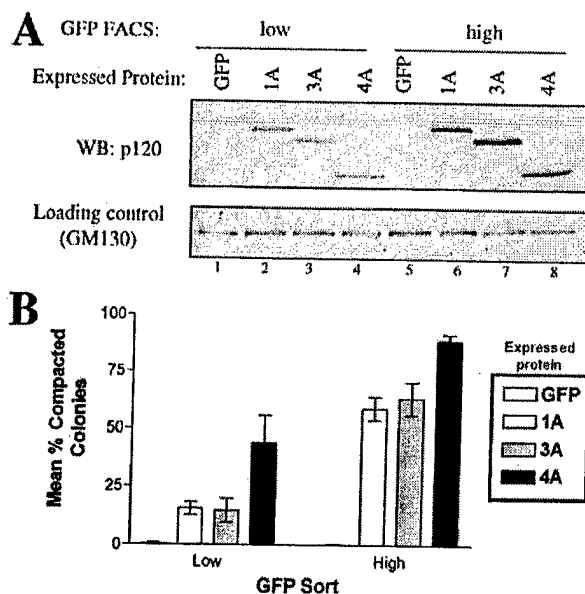 A
GFP FACS: low high
Expressed Protein: GFP 1A 3A 4A GFP 1A 3A 4A
WB: p120
Loading control
(GM130)
1 2 3 4 5 6 7 8
B
Mean % Compacted
Colonies
100
75
50
25
0
Low High
GFP Sort
Expressed
protein
GFP
1A
3A
4A